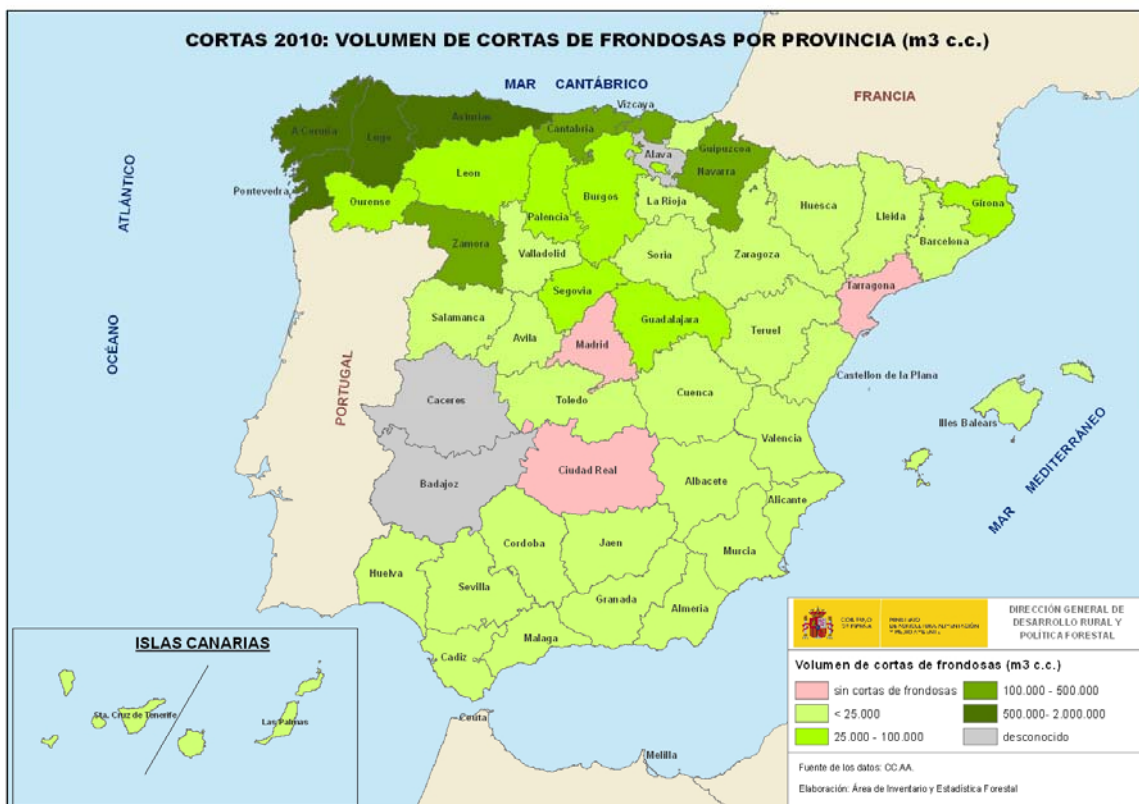 CORTAS 2010: VOLUMEN DE CORTAS DE FRONDOSAS POR PROVINCIA (m3 c.c.)
MAR CANTÁBRICO
FRANCIA
Vizcaya
A Coruña
Lugo
Asturias
Cantabria
Alava
Guipuzcoa
Navarra
Pontevedra
Ourense
Leon
Palencia
Burgos
La Rioja
Huesca
Lleida
Girona
Barcelona
Zamora
Valladolid
Soria
Zaragoza
Tarragona
Segovia
Guadalajara
Salamanca
Avila
Madrid
Teruel
Castellon de la Plana
OCÉANO ATLÁNTICO
PORTUGAL
Caceres
Toledo
Cuenca
Valencia
Illes Balears
MAR MEDITERRÁNEO
Badajoz
Ciudad Real
Albacete
Alicante
Cordoba
Jaen
Murcia
Huelva
Sevilla
Granada
Almeria
Malaga
Cadiz
Ceuta
Melilla
ISLAS CANARIAS
Sta. Cruz de Tenerife
Las Palmas
DIRECCIÓN GENERAL DE
DESARROLLO RURAL Y
POLÍTICA FORESTAL
Volumen de cortas de frondosas (m3 c.c.)
sin cortas de frondosas
< 25.000
25.000 - 100.000
100.000 - 500.000
500.000- 2.000.000
desconocido
Fuente de los datos: CC.AA.
Elaboración: Área de Inventario y Estadística Forestal